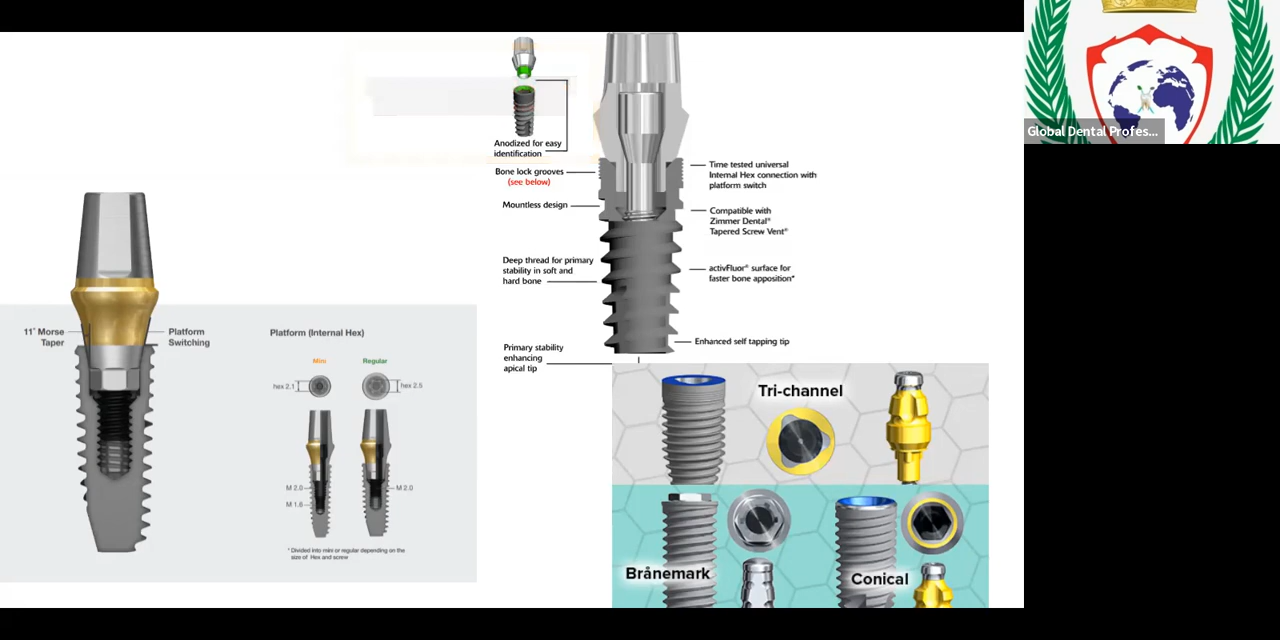 Anodized for easy
identification
Bone lock grooves
(see below)
Mountless design
Deep thread for primary
stability in soft and
hard bone
Primary stability
enhancing
apical tip
Time tested universal
Internal Hex connection with
platform switch
Compatible with
Zimmer Dental®
Tapered Screw Vent®
activFluor® surface for
faster bone apposition*
Enhanced self tapping tip
11° Morse
Taper
Platform
Switching
Platform (Internal Hex)
Mini
Regular
hex 2.1
hex 2.5
M 2.0
M 1.6
M 2.0
* Divided into mini or regular depending on the
size of Hex and screw
Tri-channel
Brånemark
Conical
Global Dental Profes...